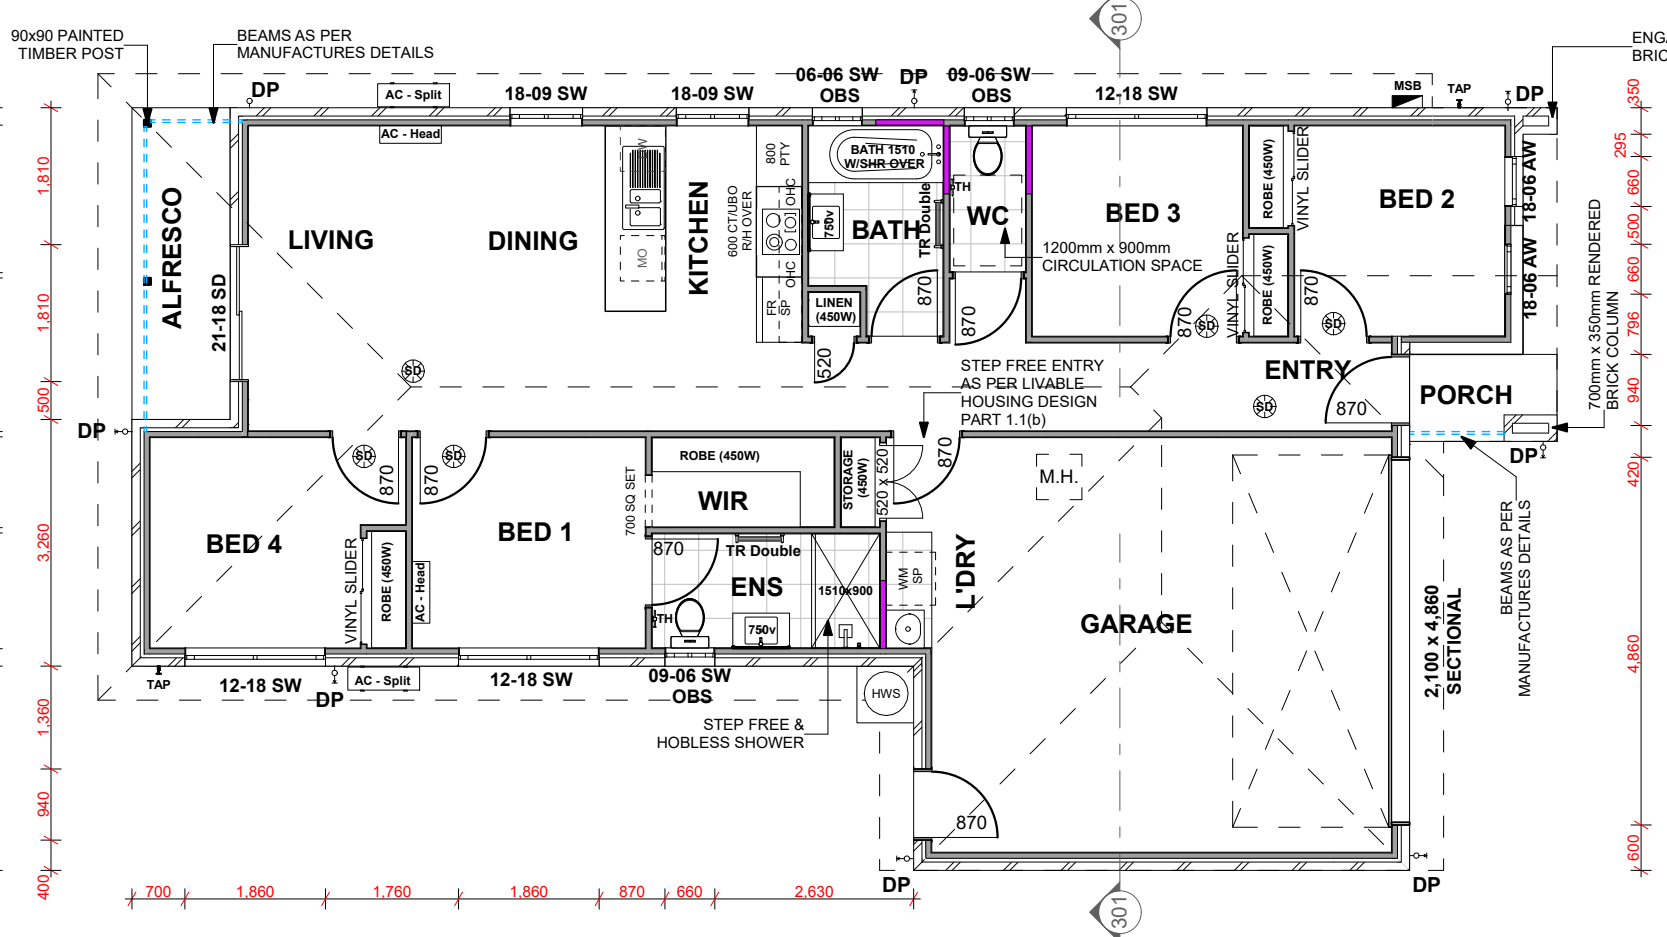 301
90x90 PAINTED
TIMBER POST
BEAMS AS PER
MANUFACTURES DETAILS
DP
AC - Split
18-09 SW
18-09 SW
06-06 SW
OBS
DP
09-06 SW
OBS
12-18 SW
MSB
TAP
DP
350
AC - Head
800
PTY
BATH 1510
W/SHR OVER
ROBE (450W)
VINYL SLIDER
18-06 AW
295
1,810
ALFRESCO
LIVING
DINING
KITCHEN
600 CT/UBO
R/H OVER
OHC
OHC
MO
750v
BATH
TR Double
TH
WC
BED 3
BED 2
660
500
1200mm x 900mm
CIRCULATION SPACE
VINYL SLIDER
ROBE (450W)
18-06 AW
660
700mm x 350mm RENDERED
BRICK COLUMN
1,810
21-18 SD
FR
SP
LINEN
(450W)
870
870
870
SD
870
SD
796
520
SD
STEP FREE ENTRY
AS PER LIVABLE
HOUSING DESIGN
PART 1.1(b)
ENTRY
870
SD
PORCH
940
500
DP
DP
420
SD
870
SD
870
ROBE (450W)
700 SQ SET
WIR
STORAGE
(450W)
520 x 520
870
M.H.
BEAMS AS PER
MANUFACTURES DETAILS
3,260
BED 4
VINYL SLIDER
ROBE (450W)
AC - Head
BED 1
870
TR Double
ENS
1510x900
WM
SP
L'DRY
TH
750v
GARAGE
2,100 x 4,860
SECTIONAL
4,860
TAP
12-18 SW
DP
AC - Split
12-18 SW
09-06 SW
OBS
HWS
STEP FREE &
HOBLESS SHOWER
1,360
940
870
600
400
DP
DP
700
1,860
1,760
1,860
870
660
2,630
301